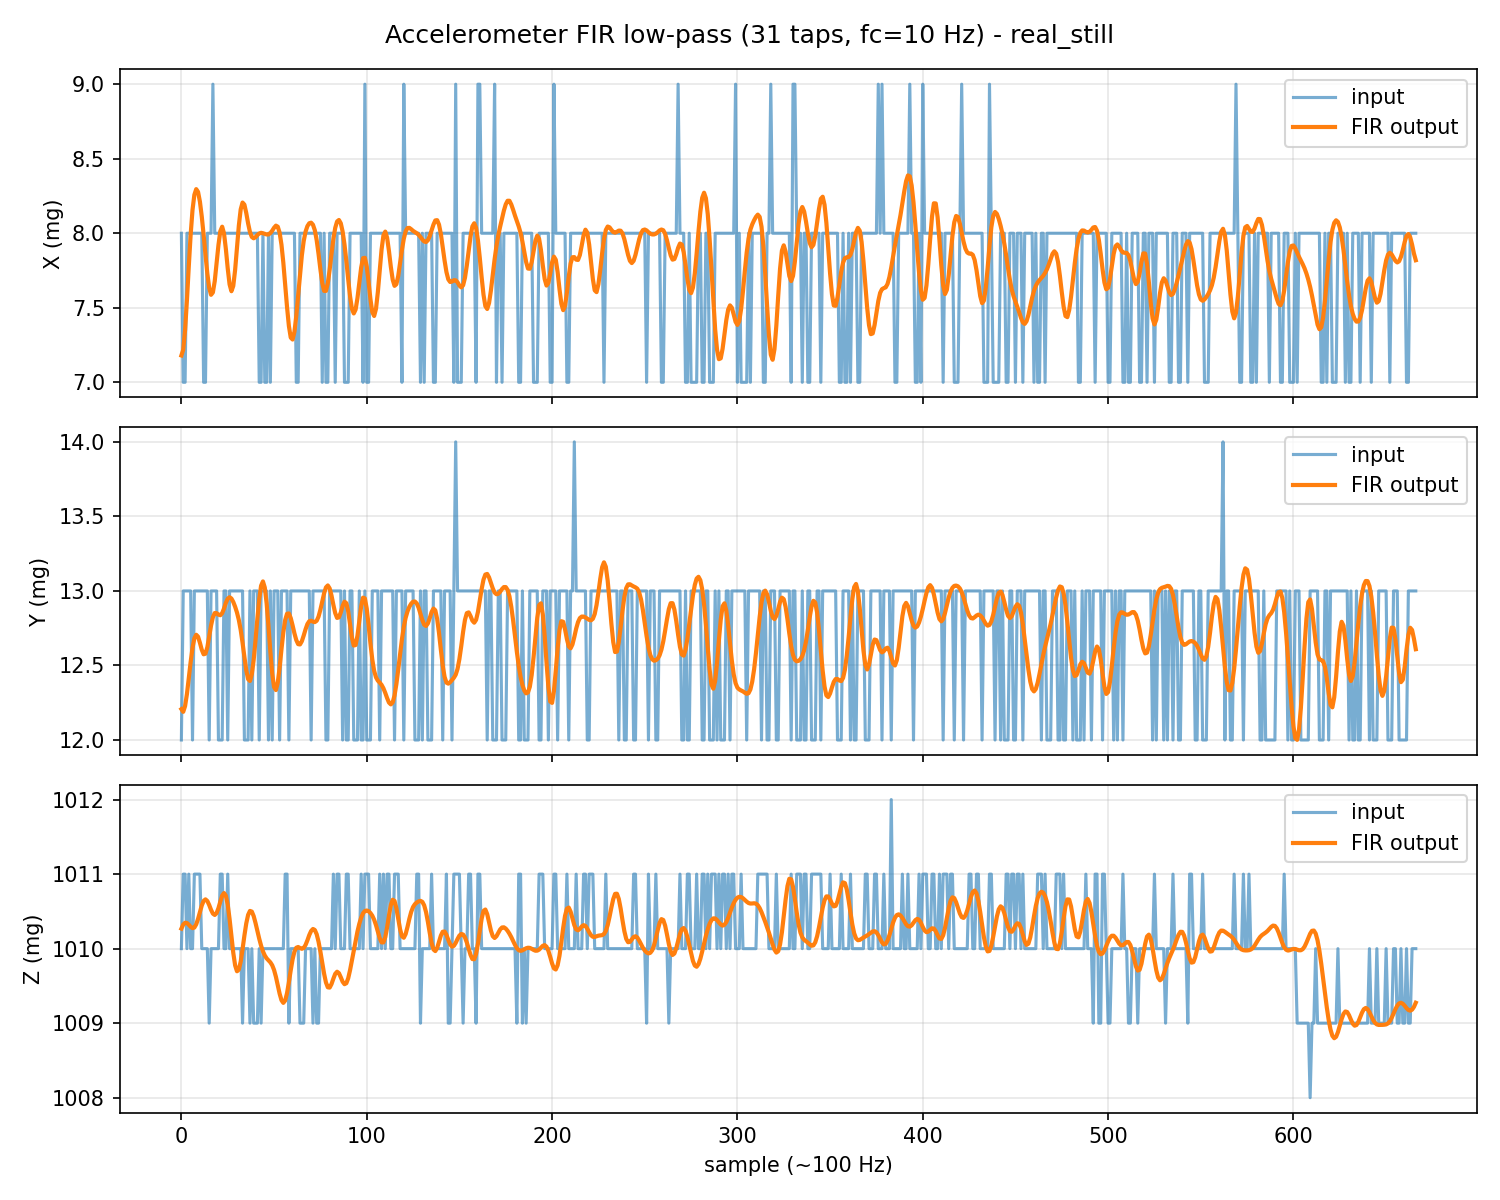 Accelerometer FIR low-pass (31 taps, fc=10 Hz) - real_still
9.0
8.5
8.0
7.5
7.0
X (mg)
input
FIR output
14.0
13.5
13.0
12.5
12.0
Y (mg)
input
FIR output
1012
1011
1010
1009
1008
Z (mg)
input
FIR output
0 100 200 300 400 500 600
sample (~100 Hz)